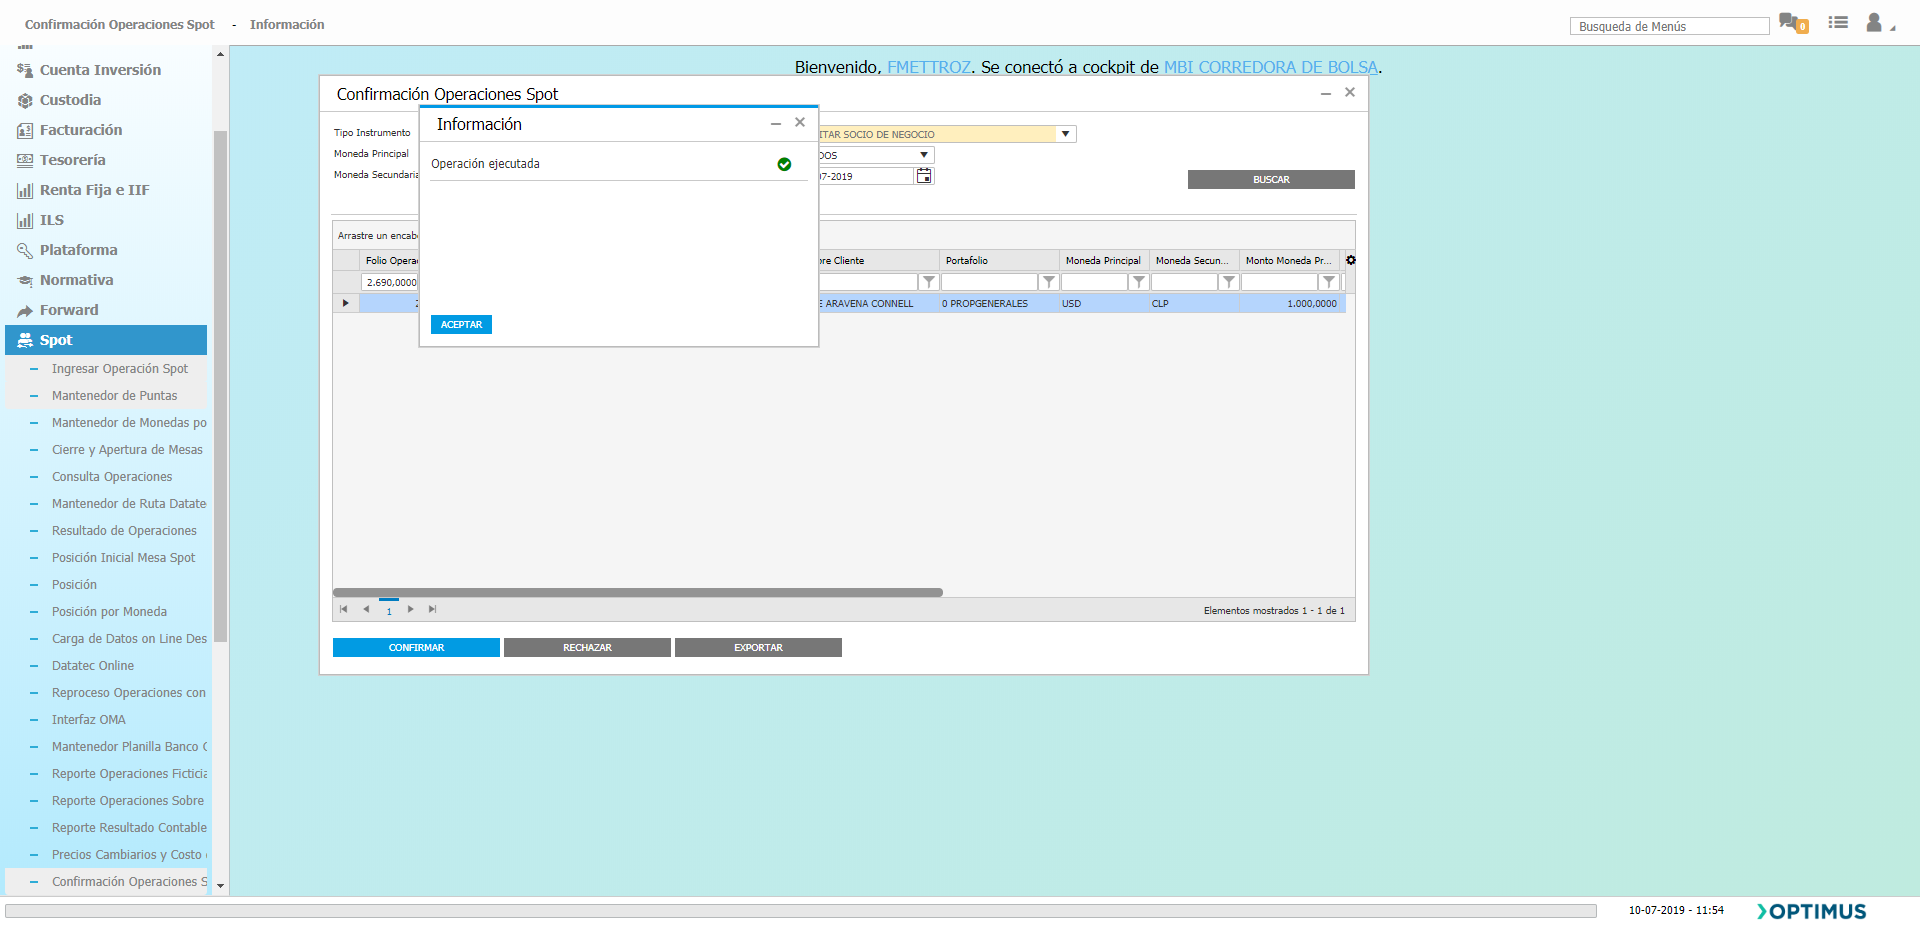 Confirmación Operaciones Spot - Información
Busqueda de Menús
0
Cuenta Inversión
Custodia
Facturación
Tesorería
Renta Fija e IIF
ILS
Plataforma
Normativa
Forward
Spot
Ingresar Operación Spot
Mantenedor de Puntas
Mantenedor de Monedas po
Cierre y Apertura de Mesas
Consulta Operaciones
Mantenedor de Ruta Datate
Resultado de Operaciones
Posición Inicial Mesa Spot
Posición
Posición por Moneda
Carga de Datos on Line Des
Datatec Online
Reproceso Operaciones con
Interfaz OMA
Mantenedor Planilla Banco C
Reporte Operaciones Ficticia
Reporte Operaciones Sobre
Reporte Resultado Contable
Precios Cambiarios y Costo
Confirmación Operaciones S
Bienvenido, FMETTROZ. Se conectó a cockpit de MBI CORREDORA DE BOLSA.
Confirmación Operaciones Spot
Tipo Instrumento
ITAR SOCIO DE NEGOCIO
Moneda Principal
DOS
Moneda Secundaria
07-2019
BUSCAR
Información
Operación ejecutada
ACEPTAR
Arrastre un encab
Folio Opera
bre Cliente
Portafolio
Moneda Principal
Moneda Secun...
Monto Moneda Pr...
2.690,0000
2
E ARAVENA CONNELL
0 PROPGENERALES
USD
CLP
1.000,0000
1
Elementos mostrados 1 - 1 de 1
CONFIRMAR
RECHAZAR
EXPORTAR
10-07-2019 - 11:54
OPTIMUS